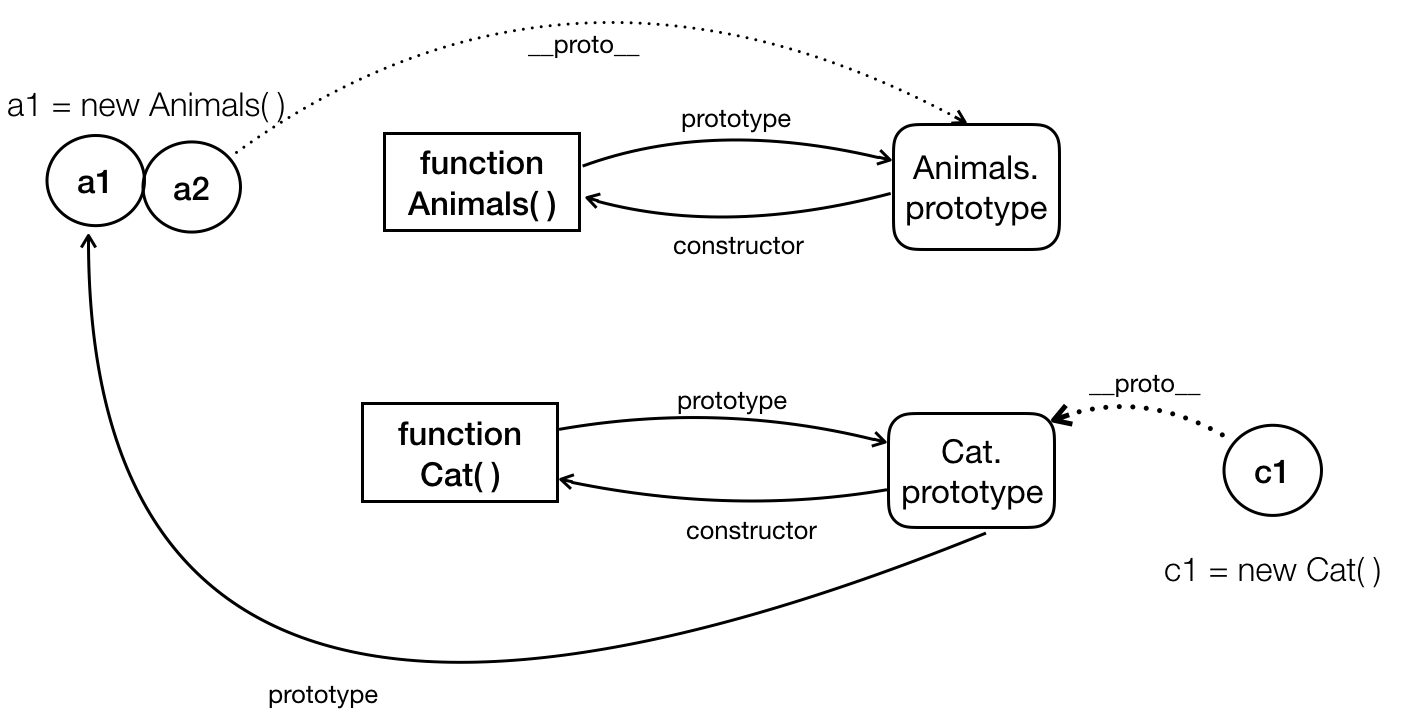 __proto__
a1 = new Animals( )
prototype
function
Animals( )
Animals.
prototype
a1
a2
constructor
__proto__
prototype
function
Cat( )
Cat.
prototype
c1
constructor
c1 = new Cat( )
prototype